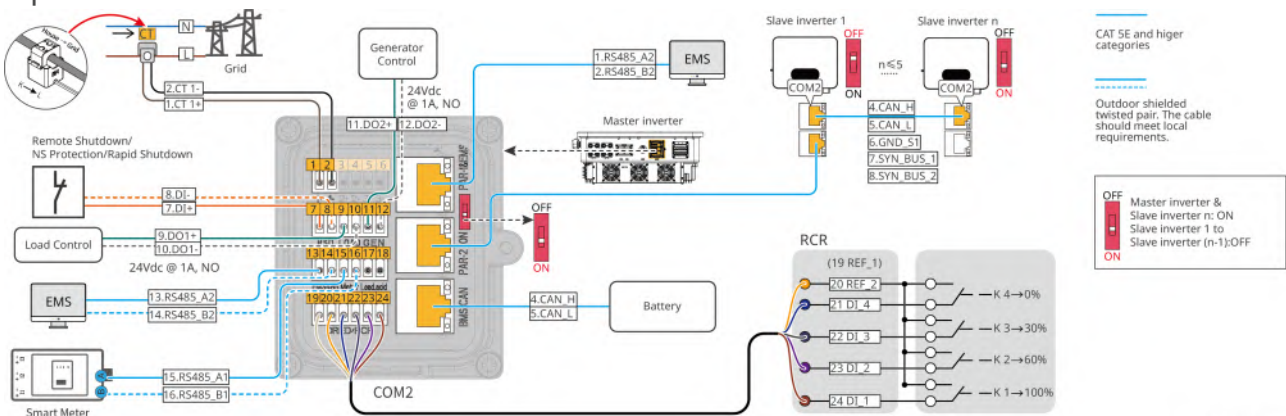 House → Grid
K → L
CT
N
L
Grid
2.CT 1-
1.CT 1+
Generator
Control
24Vdc
@ 1A, NO
11.DO2+
12.DO2-
1.RS485_A2
2.RS485_B2
EMS
Master inverter
Slave inverter 1
OFF
ON
COM2
n≤5
......
Slave inverter n
OFF
ON
COM2
4.CAN_H
5.CAN_L
6.GND_S1
7.SYN_BUS_1
8.SYN_BUS_2
CAT 5E and higer
categories
Outdoor shielded
twisted pair. The cable
should meet local
requirements.
OFF
ON
Master inverter &
Slave inverter n: ON
Slave inverter 1 to
Slave inverter (n-1):OFF
Remote Shutdown/
NS Protection/Rapid Shutdown
8.DI-
7.DI+
Load Control
9.DO1+
10.DO1-
24Vdc @ 1A, NO
EMS
13.RS485_A2
14.RS485_B2
A
B
15.RS485_A1
16.RS485_B1
Smart Meter
1 2 3 4 5 6
7 8 9 10 11 12
GEN
13 14 15 16 17 18
19 20 21 22 23 24
PAR-2
ON
BMS CAN
OFF
ON
COM2
4.CAN_H
5.CAN_L
Battery
RCR
(19 REF_1)
20 REF_2
21 DI_4
22 DI_3
23 DI_2
24 DI_1
K 4→0%
K 3→30%
K 2→60%
K 1→100%